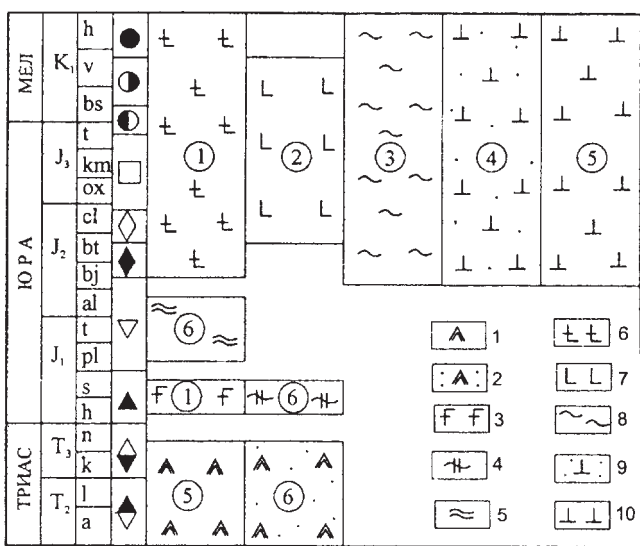 МЕЛ K₁ h
v
bs
ЮРА J₃ t
km
ox
J₂ cl
bt
bj
al
J₁ t
pl
s
h
ТРИАС T₃ n
k
T₂ l
a
1 2 3 4 5
6
1 6
5 6
1 6
2 7
3 8
4 9
5 10